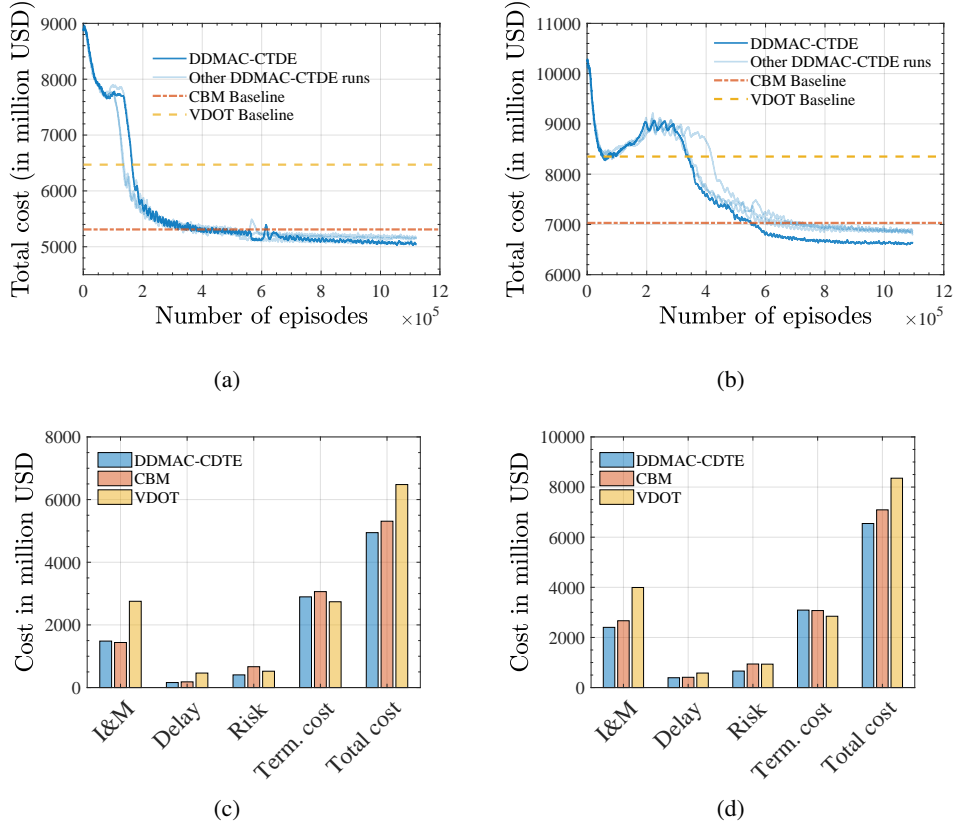 9000
8000
7000
6000
5000
Total cost (in million USD)
DDMAC-CTDE
Other DDMAC-CTDE runs
CBM Baseline
VDOT Baseline
0 2 4 6 8 10 12
Number of episodes
×10⁵
(a)
11000
10000
9000
8000
7000
6000
Total cost (in million USD)
DDMAC-CTDE
Other DDMAC-CTDE runs
CBM Baseline
VDOT Baseline
0 2 4 6 8 10 12
Number of episodes
×10⁵
(b)
8000
6000
4000
2000
0
Cost in million USD
DDMAC-CDTE
CBM
VDOT
I&M Delay Risk Term. cost Total cost
(c)
10000
8000
6000
4000
2000
0
Cost in million USD
DDMAC-CDTE
CBM
VDOT
I&M Delay Risk Term. cost Total cost
(d)